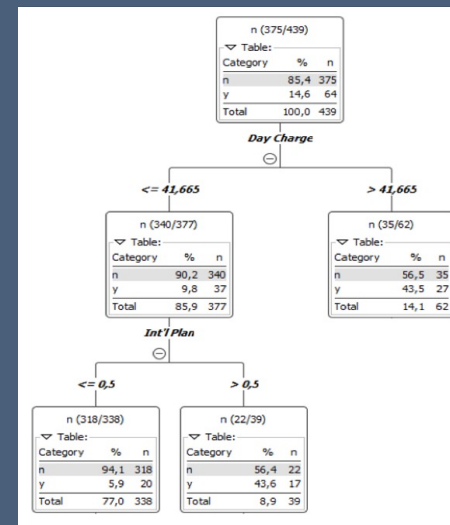 n (375/439)
Table:
Category % n
n 85,4 375
y 14,6 64
Total 100,0 439
Day Charge
<= 41,665
> 41,665
n (340/377)
Table:
Category % n
n 90,2 340
y 9,8 37
Total 85,9 377
n (35/62)
Table:
Category % n
n 56,5 35
y 43,5 27
Total 14,1 62
Int'l Plan
<= 0,5
> 0,5
n (318/338)
Table:
Category % n
n 94,1 318
y 5,9 20
Total 77,0 338
n (22/39)
Table:
Category % n
n 56,4 22
y 43,6 17
Total 8,9 39